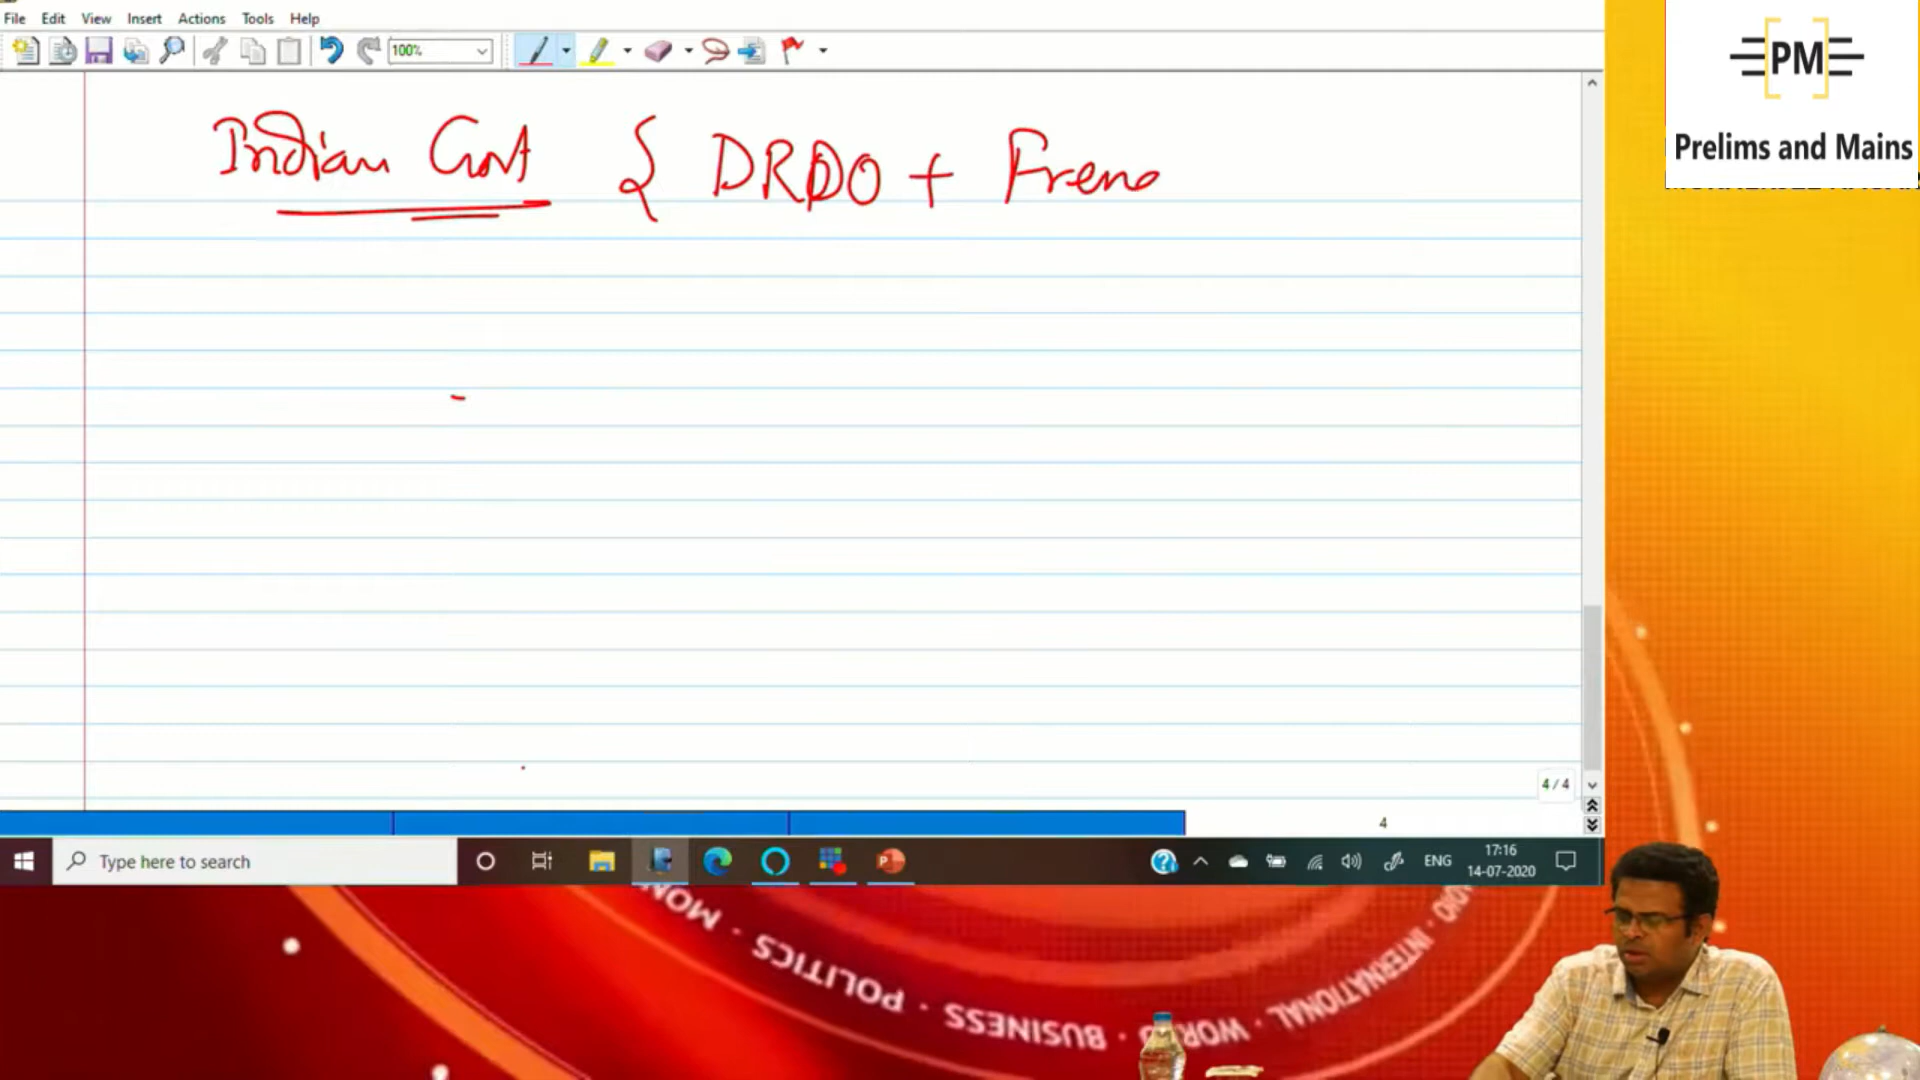 File Edit View Insert Actions Tools Help
PM
100%
Prelims and Mains
Indian Govt { DRDO + Frenc
4 / 4
4
Type here to search
ENG
17:16
14-07-2020
POLITICS · BUSINESS · WORLD · INTERNATIONAL